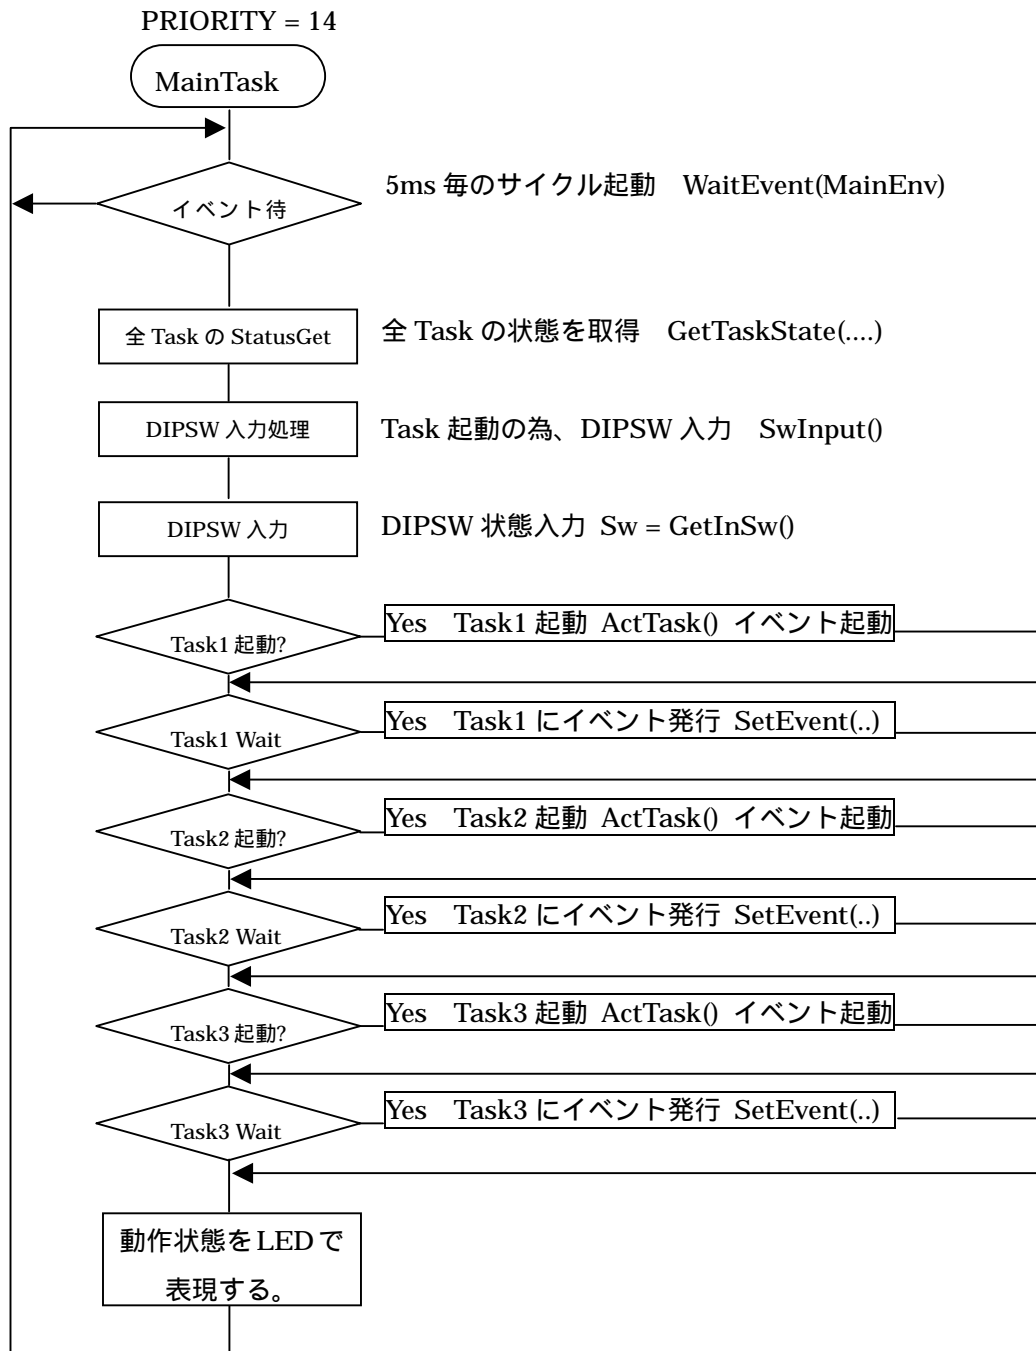 PRIORITY = 14
MainTask
イベント待
5ms 毎のサイクル起動　WaitEvent(MainEnv)
全 Task の StatusGet
全 Task の状態を取得　GetTaskState(....)
DIPSW 入力処理
Task 起動の為、DIPSW 入力　SwInput()
DIPSW 入力
DIPSW 状態入力 Sw = GetInSw()
Task1 起動?
Yes　Task1 起動 ActTask() イベント起動
Task1 Wait
Yes　Task1 にイベント発行 SetEvent(..)
Task2 起動?
Yes　Task2 起動 ActTask() イベント起動
Task2 Wait
Yes　Task2 にイベント発行 SetEvent(..)
Task3 起動?
Yes　Task3 起動 ActTask() イベント起動
Task3 Wait
Yes　Task3 にイベント発行 SetEvent(..)
動作状態を LED で
表現する。